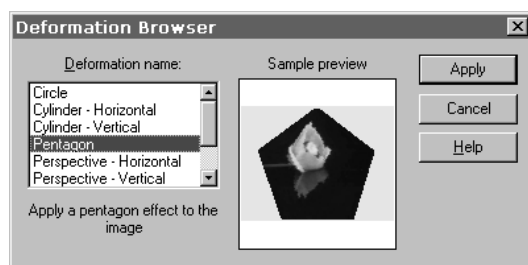 Deformation Browser
Deformation name:
Circle
Cylinder - Horizontal
Cylinder - Vertical
Pentagon
Perspective - Horizontal
Perspective - Vertical
Apply a pentagon effect to the
image
Sample preview
Apply
Cancel
Help